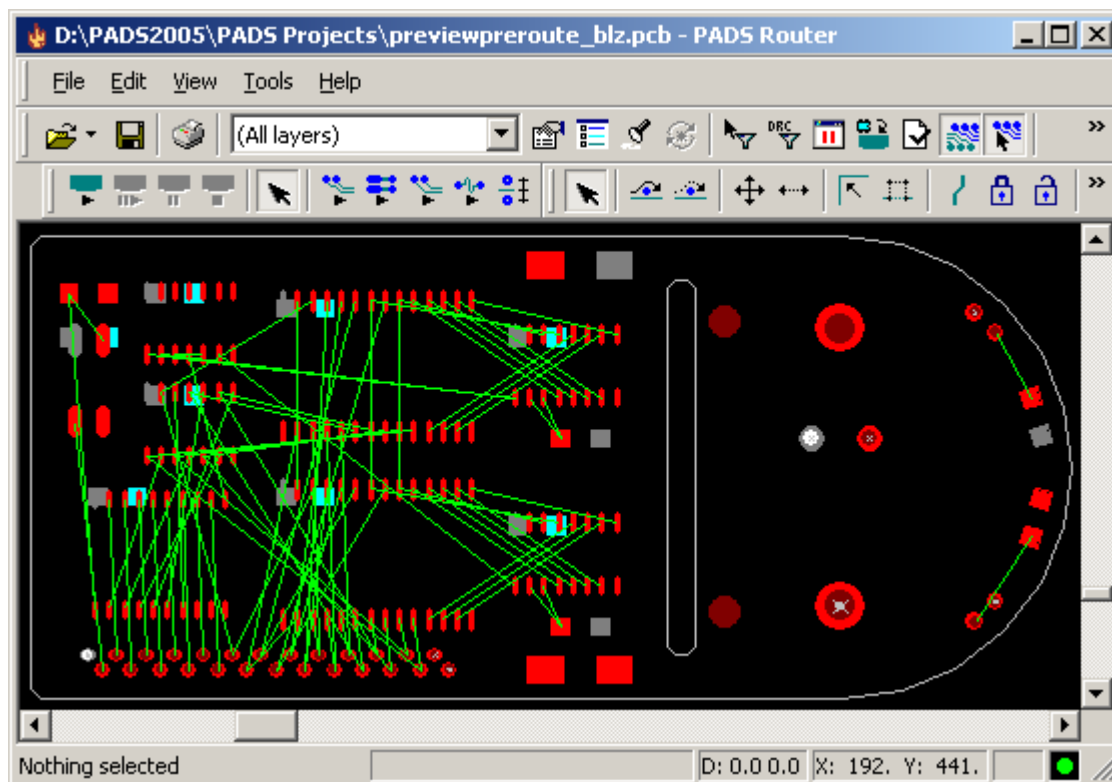 D:\PADS2005\PADS Projects\previewpreroute_blz.pcb - PADS Router
File Edit View Tools Help
(All layers) DRC »
»
Nothing selected D: 0.0 0.0 X: 192. Y: 441.